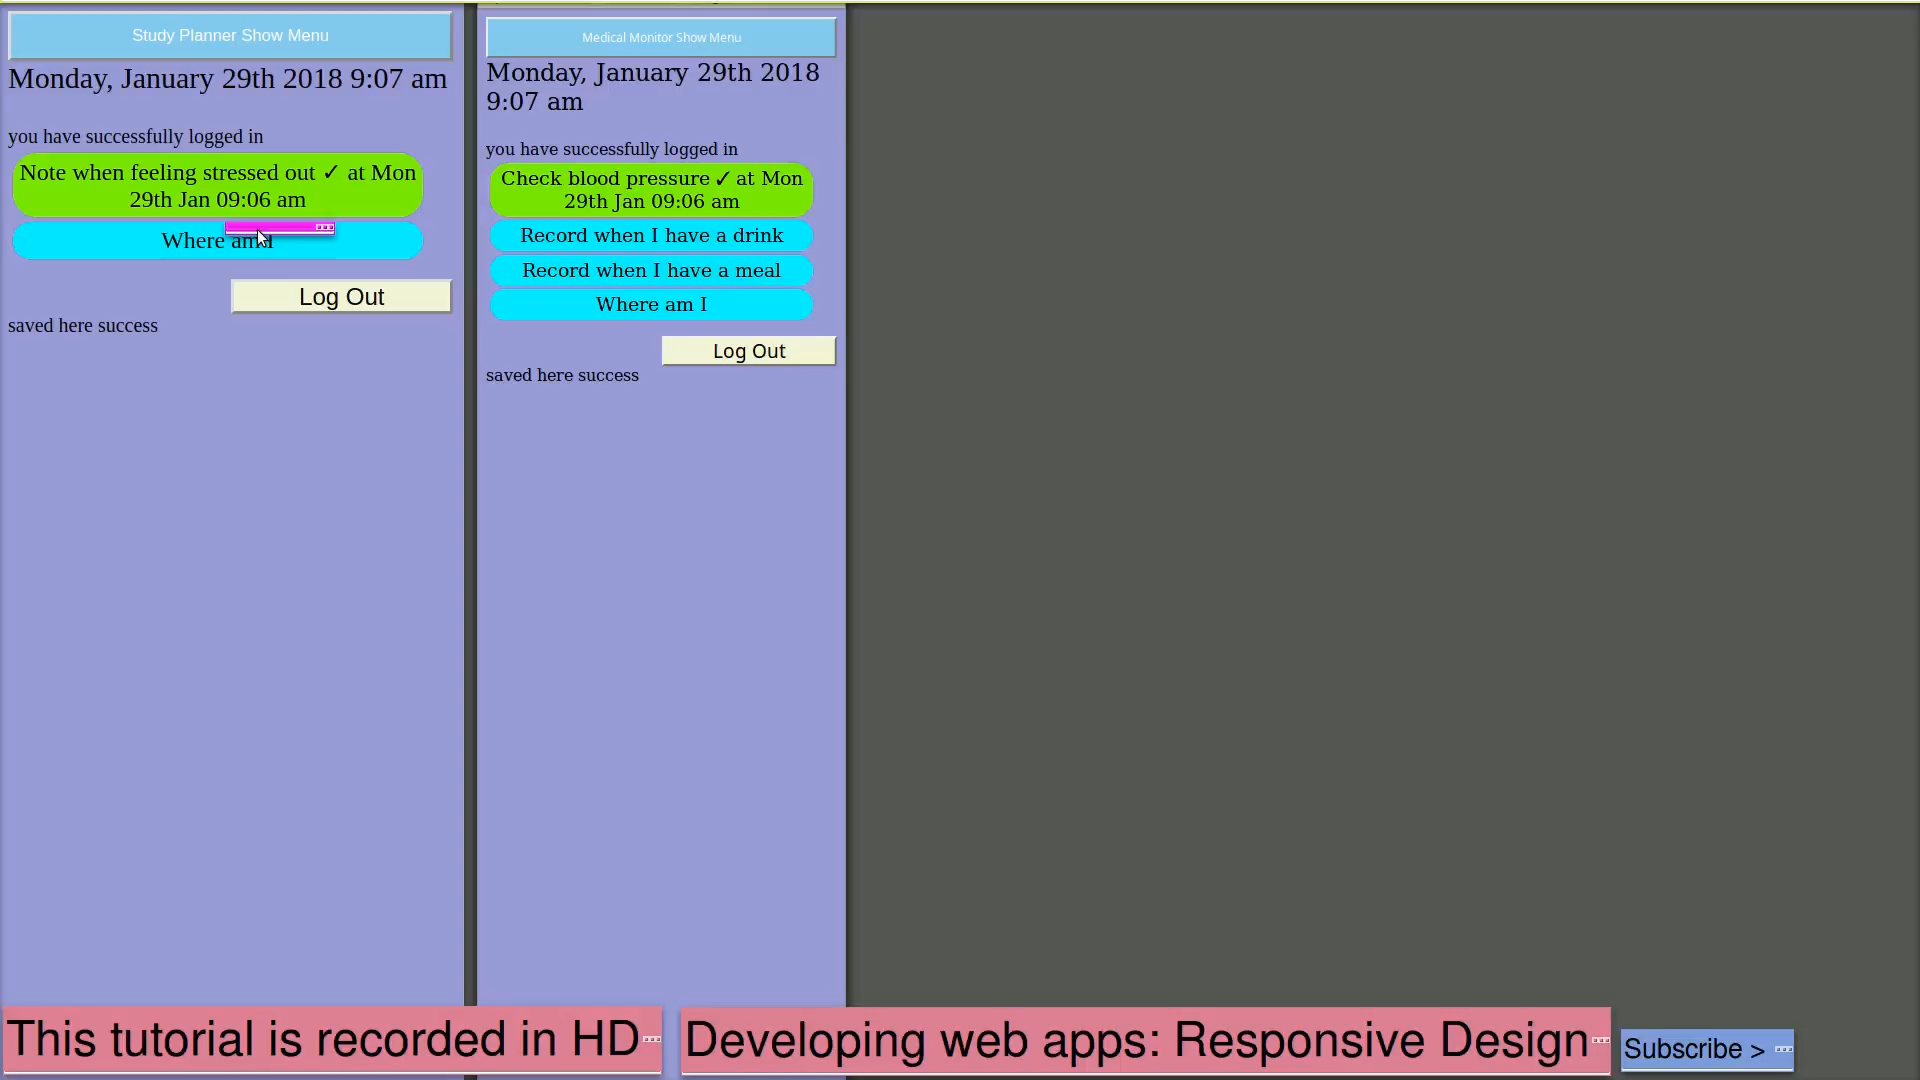 Study Planner Show Menu
Monday, January 29th 2018 9:07 am
you have successfully logged in
Note when feeling stressed out ✓ at Mon
29th Jan 09:06 am
Where am I
Log Out
saved here success
Medical Monitor Show Menu
Monday, January 29th 2018
9:07 am
you have successfully logged in
Check blood pressure ✓ at Mon
29th Jan 09:06 am
Record when I have a drink
Record when I have a meal
Where am I
Log Out
saved here success
This tutorial is recorded in HD
Developing web apps: Responsive Design
Subscribe >